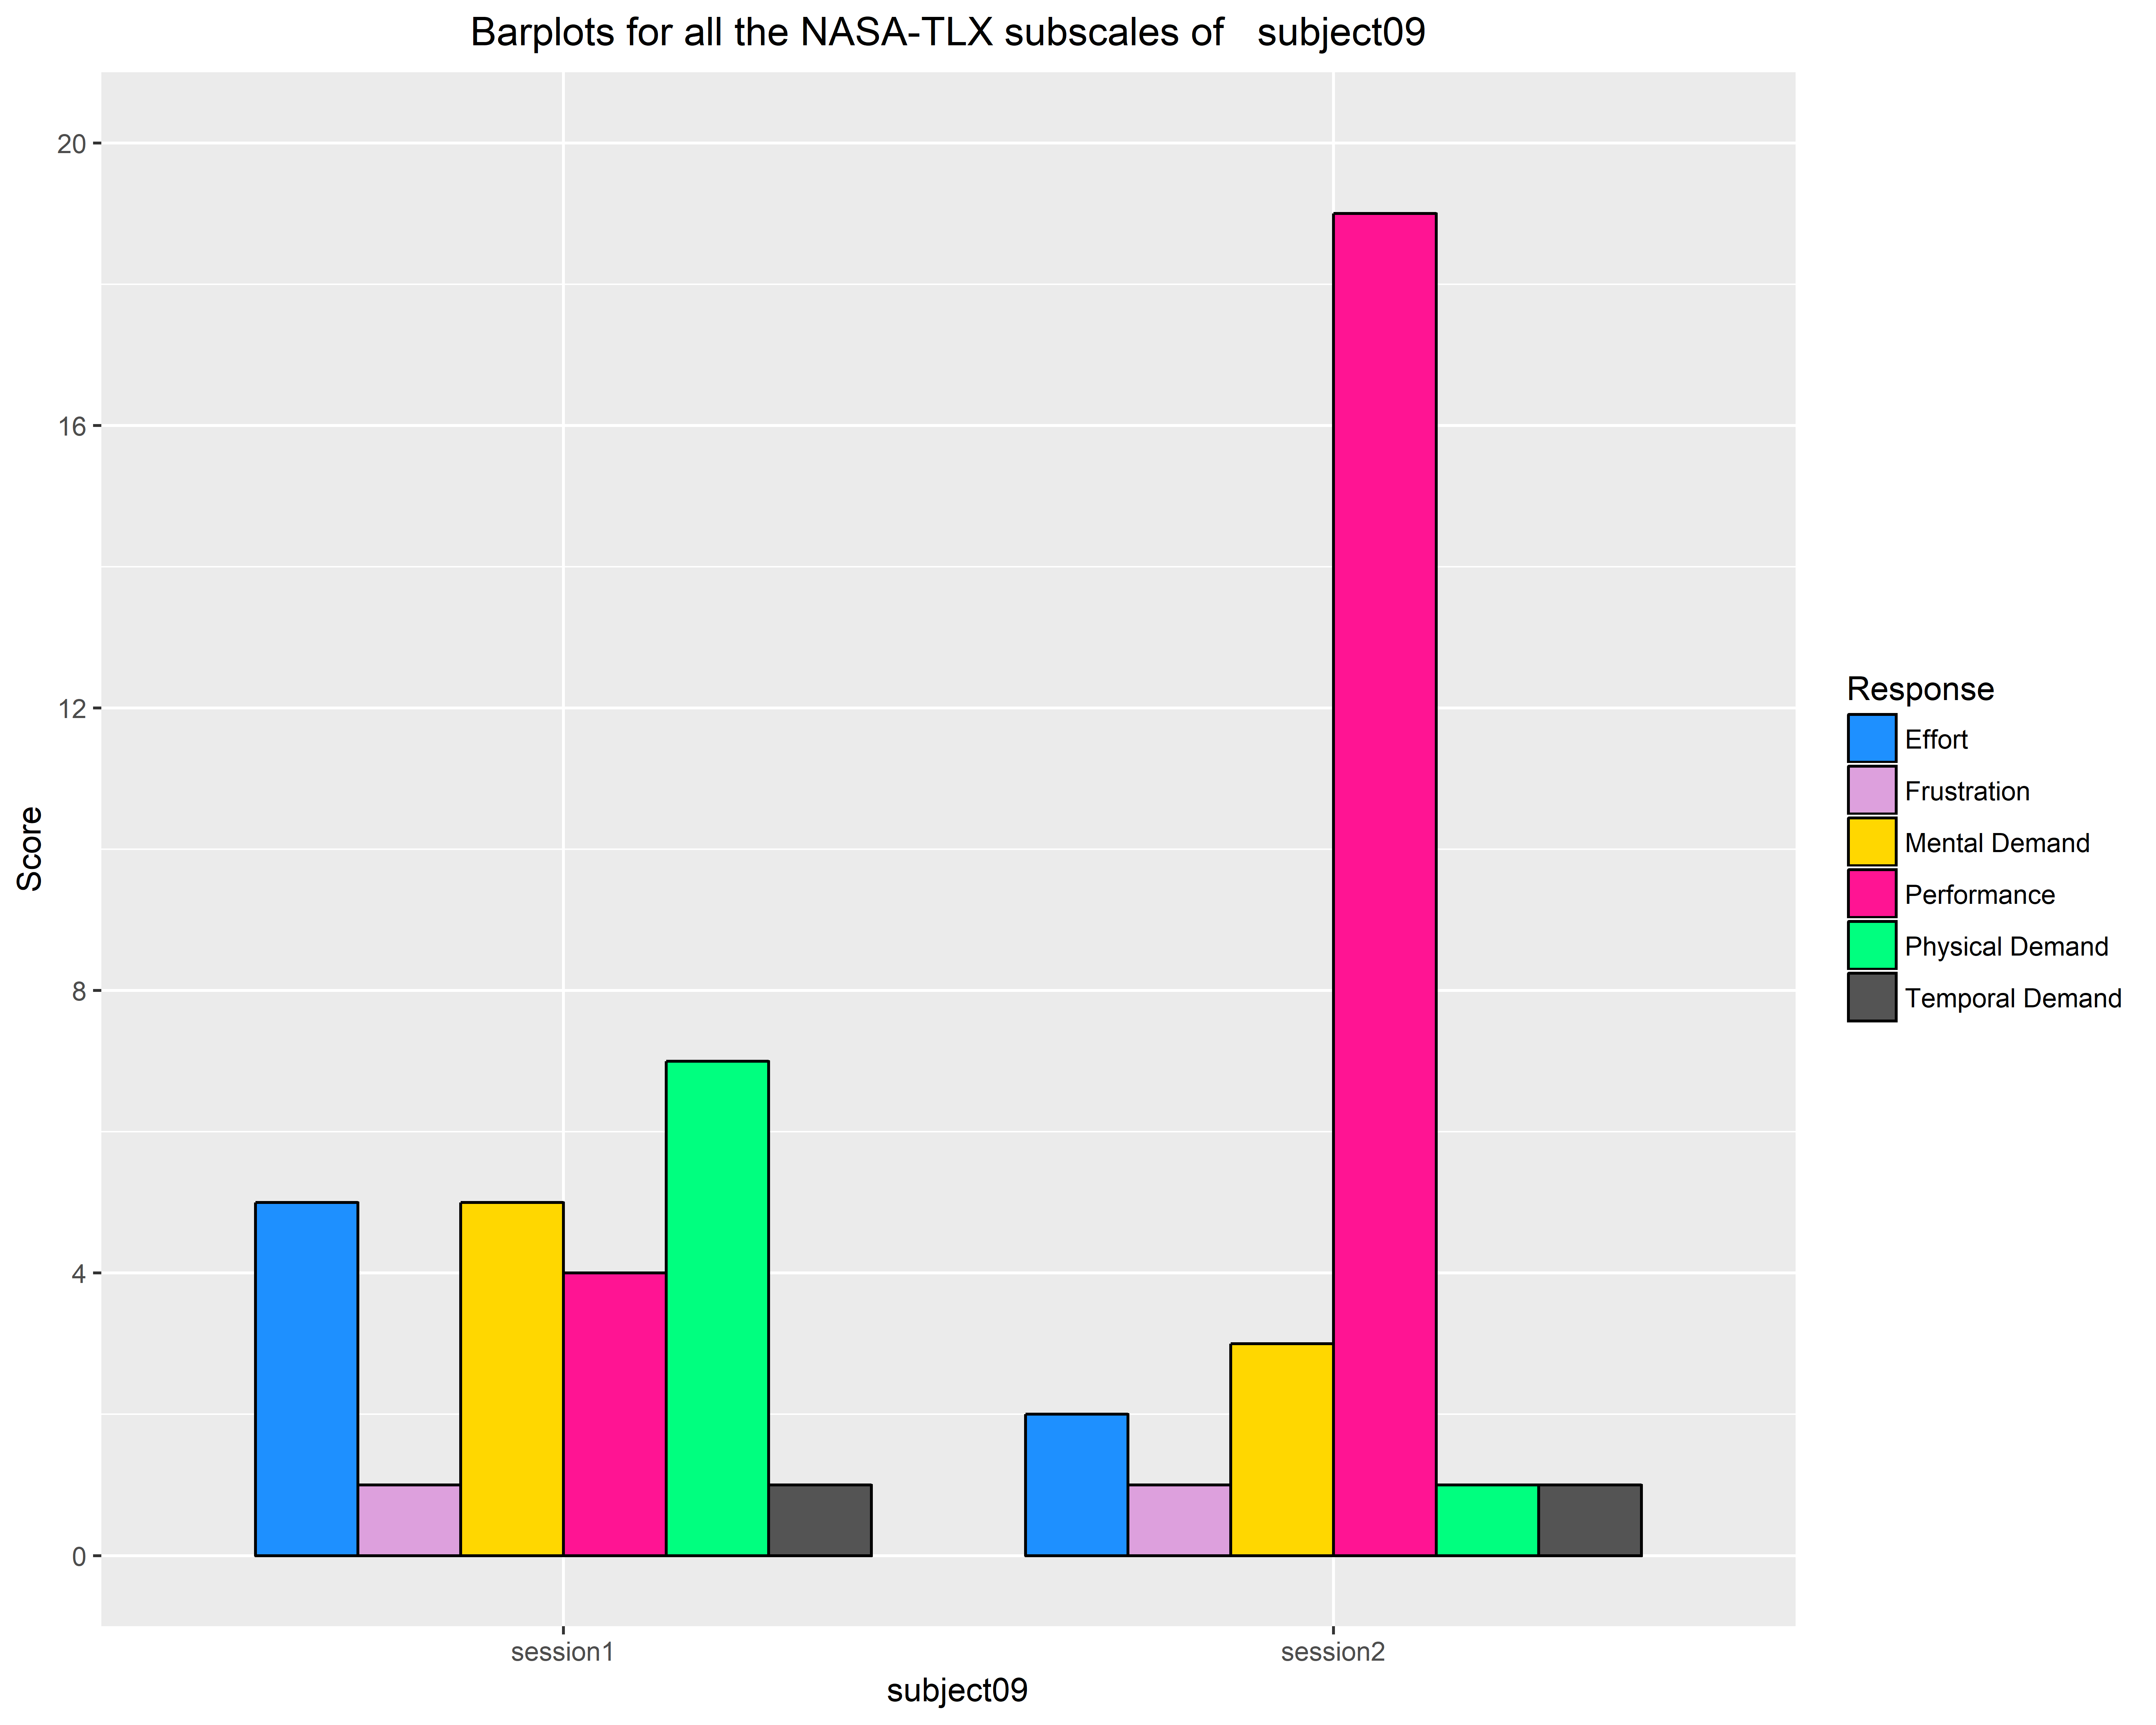 Barplots for all the NASA-TLX subscales of   subject09
20
16
12
8
4
0
Score
session1
session2
subject09
Response
Effort
Frustration
Mental Demand
Performance
Physical Demand
Temporal Demand